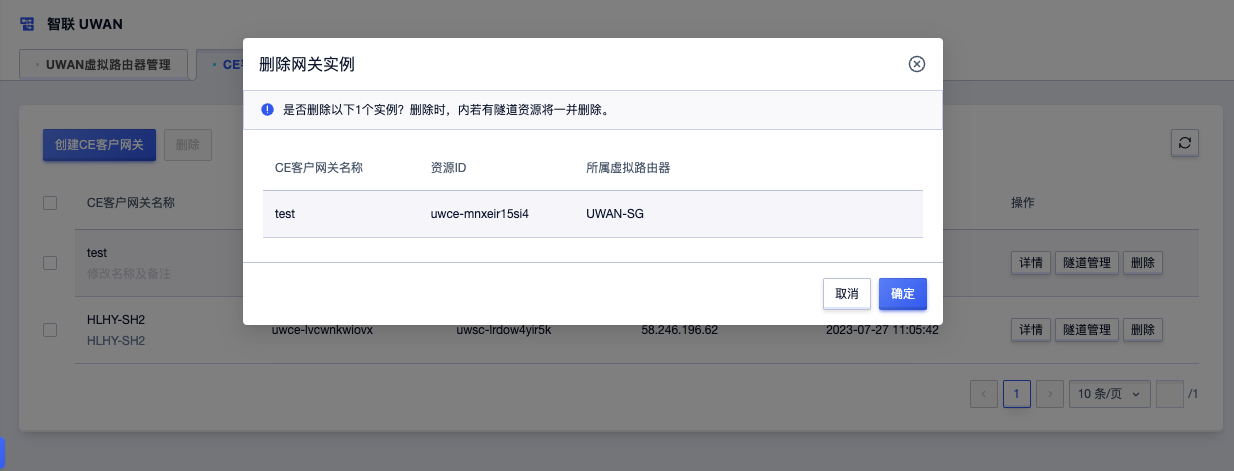 智联 UWAN
UWAN虚拟路由器管理
CE客
删除网关实例
是否删除以下1个实例？删除时，内若有隧道资源将一并删除。
创建CE客户网关
删除
CE客户网关名称
资源ID
所属虚拟路由器
test
uwce-mnxeir15si4
UWAN-SG
取消
确定
CE客户网关名称
操作
test
修改名称及备注
详情
隧道管理
删除
HLHY-SH2
HLHY-SH2
uwce-lvcwnkwlovx
uwsc-lrdow4yir5k
58.246.196.62
2023-07-27 11:05:42
详情
隧道管理
删除
1
10 条/页
/1